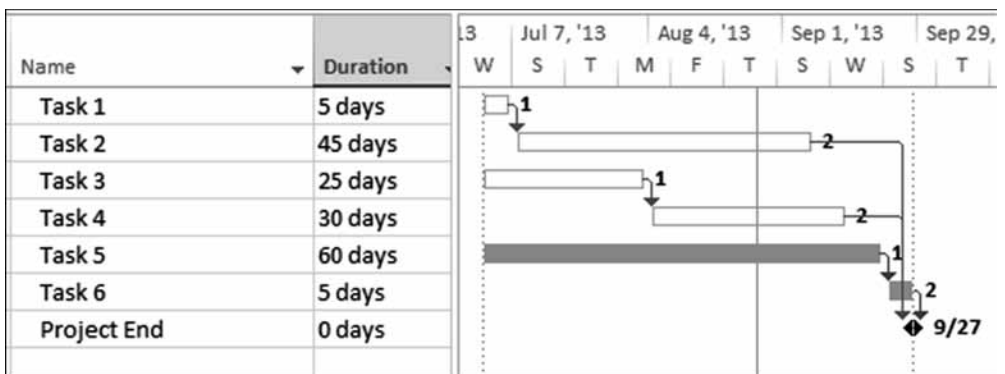 13 Jul 7, '13 Aug 4, '13 Sep 1, '13 Sep 29,
Name Duration W S T M F T S W S T
Task 1 5 days 1
Task 2 45 days 2
Task 3 25 days 1
Task 4 30 days 2
Task 5 60 days 1
Task 6 5 days 2
Project End 0 days 9/27